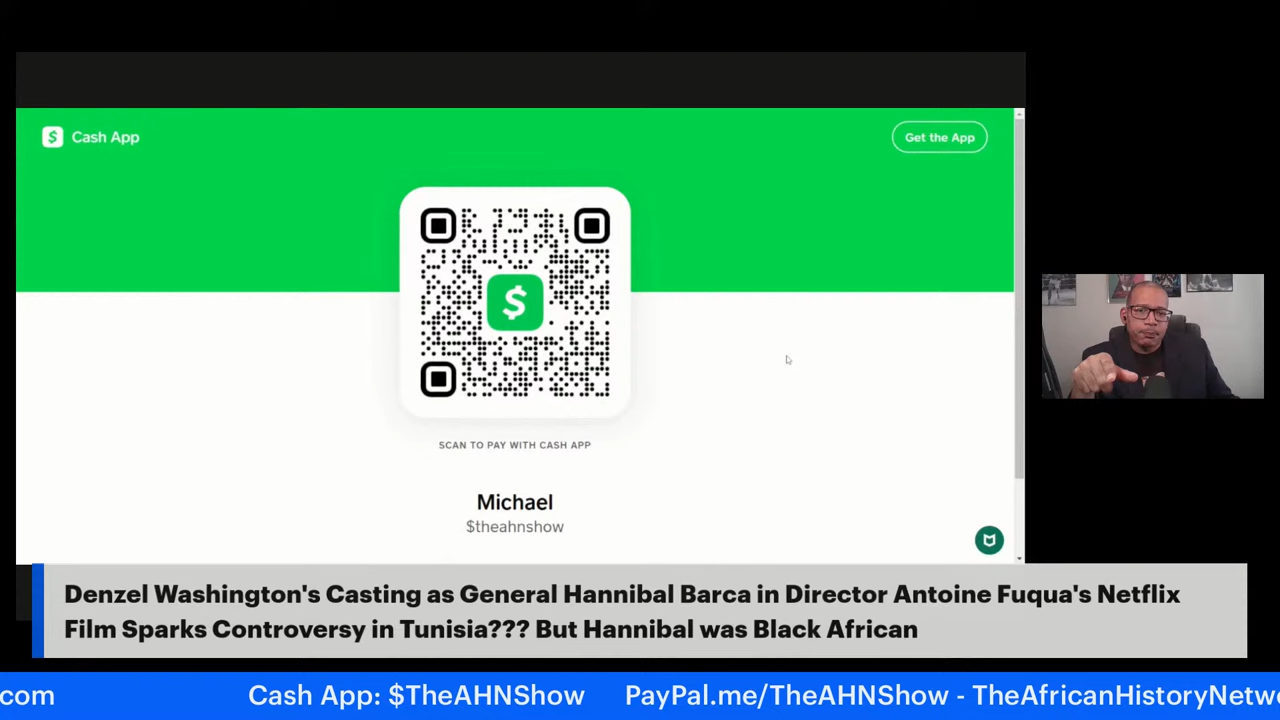 $ Cash App
Get the App
$
SCAN TO PAY WITH CASH APP
Michael
$theahnshow
Denzel Washington's Casting as General Hannibal Barca in Director Antoine Fuqua's Netflix
Film Sparks Controversy in Tunisia??? But Hannibal was Black African
.com Cash App: $TheAHNShow PayPal.me/TheAHNShow - TheAfricanHistoryNetw